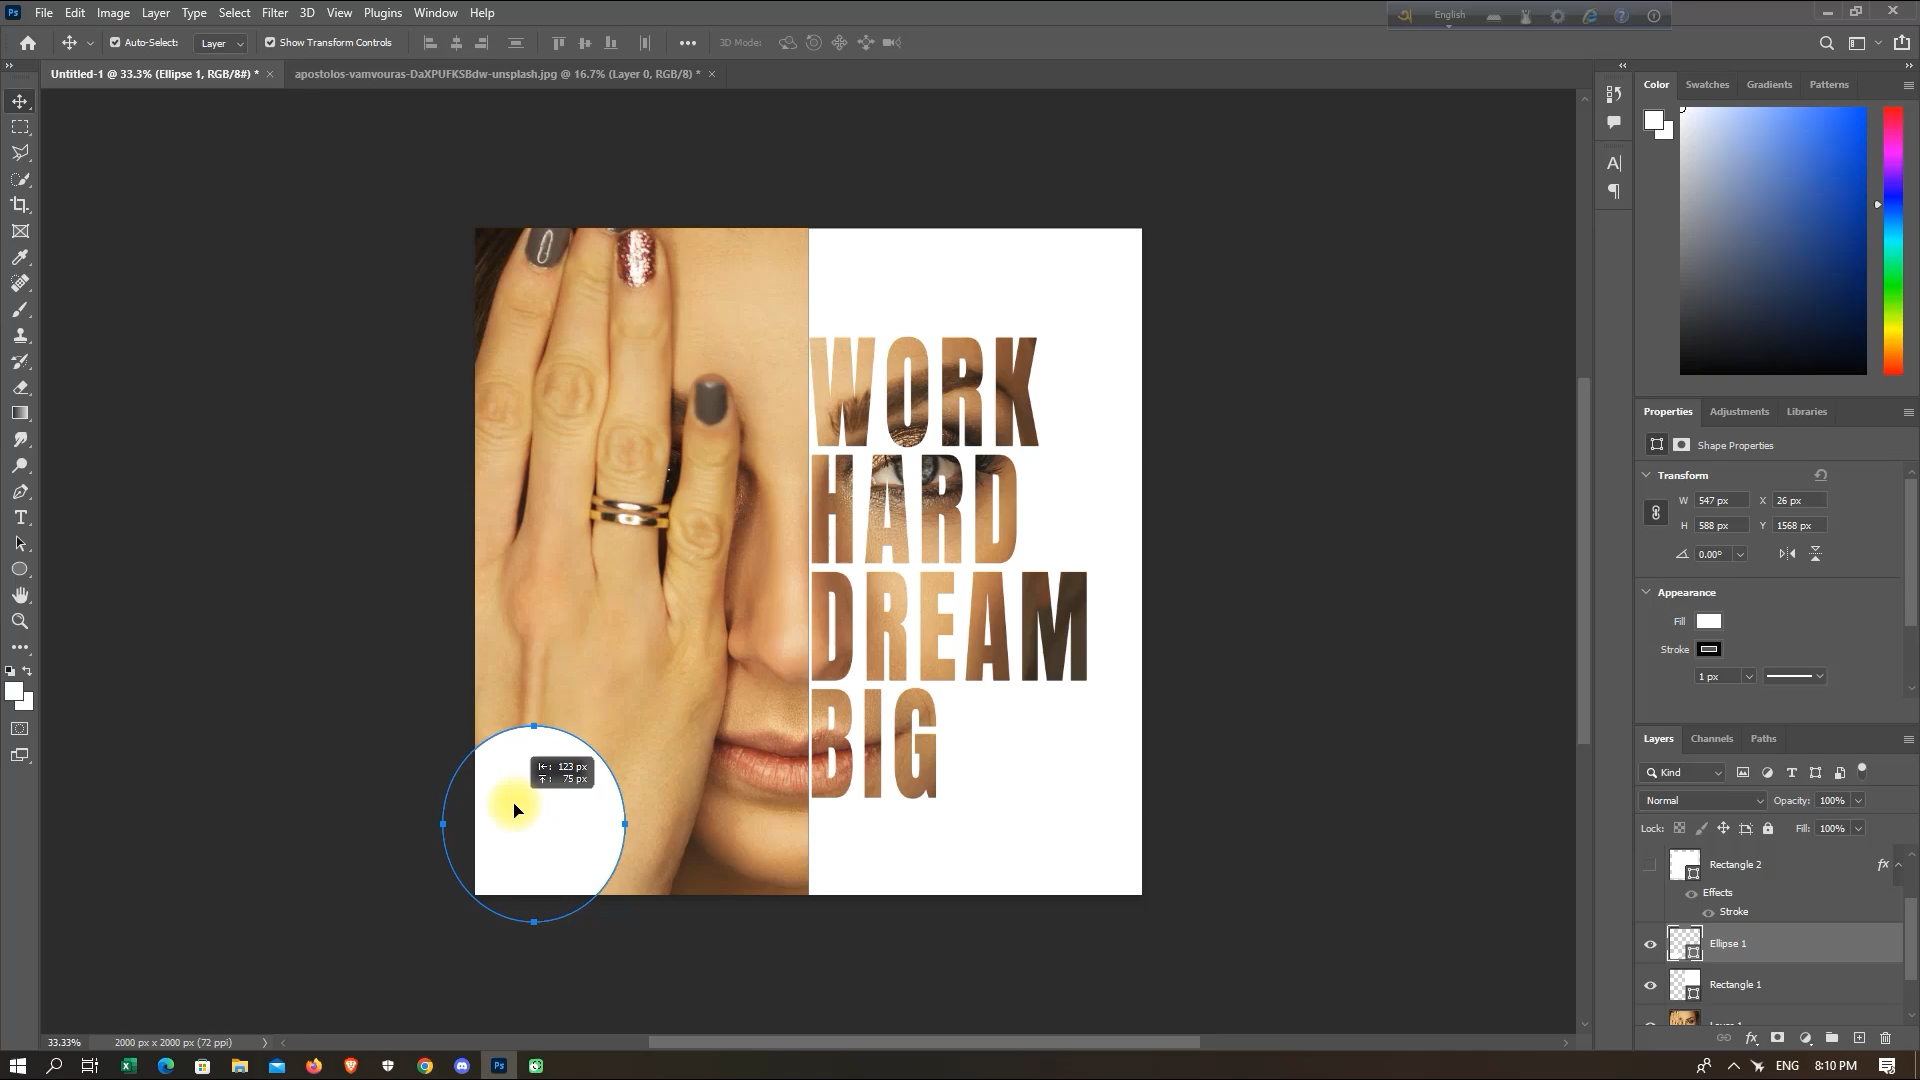 Ps File Edit Image Layer Type Select Filter 3D View Plugins Window Help
English
Auto-Select: Layer Show Transform Controls 3D Mode:
Untitled-1 @ 33.3% (Ellipse 1, RGB/8#) * apostolos-vamvouras-DaXPUFKSBdw-unsplash.jpg @ 16.7% (Layer 0, RGB/8) *
Color Swatches Gradients Patterns
WORK
HARD
DREAM
BIG
123 px
75 px
Properties Adjustments Libraries
Shape Properties
Transform
W 547 px X 26 px
H 588 px Y 1568 px
0.00°
Appearance
Fill
Stroke
1 px
Layers Channels Paths
Kind
Normal Opacity: 100%
Lock: Fill: 100%
Rectangle 2 fx
Effects
Stroke
Ellipse 1
Rectangle 1
33.33% 2000 px x 2000 px (72 ppi)
fx
Ps ENG 8:10 PM